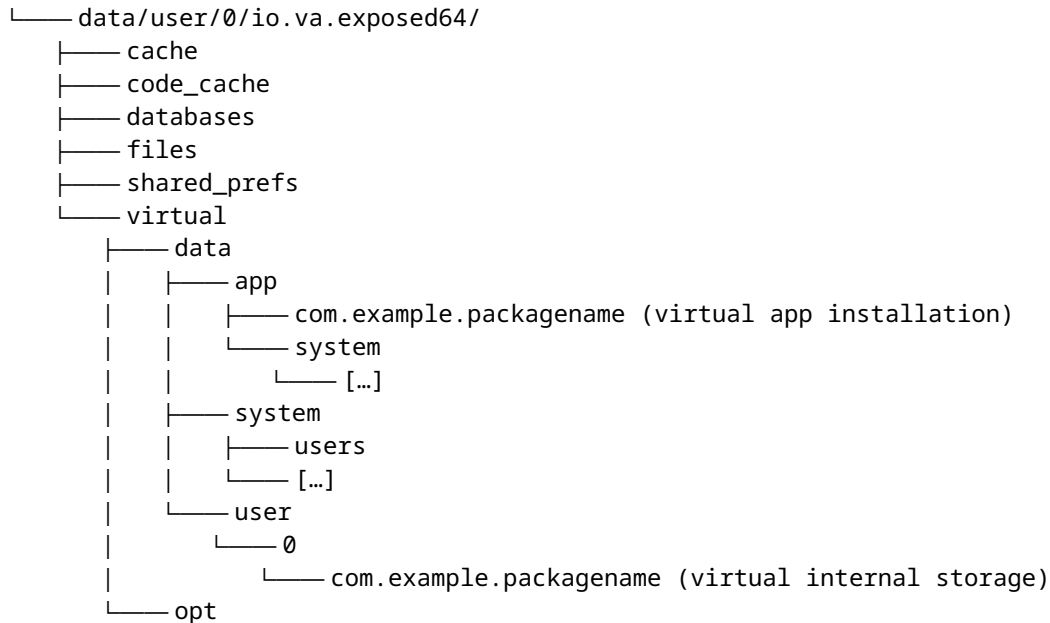 └── data/user/0/io.va.exposed64/
├── cache
├── code_cache
├── databases
├── files
├── shared_prefs
└── virtual
├── data
│ ├── app
│ │ ├── com.example.packagename (virtual app installation)
│ │ └── system
│ │ └── […]
│ ├── system
│ │ ├── users
│ │ └── […]
│ └── user
│ └── 0
│ └── com.example.packagename (virtual internal storage)
└── opt